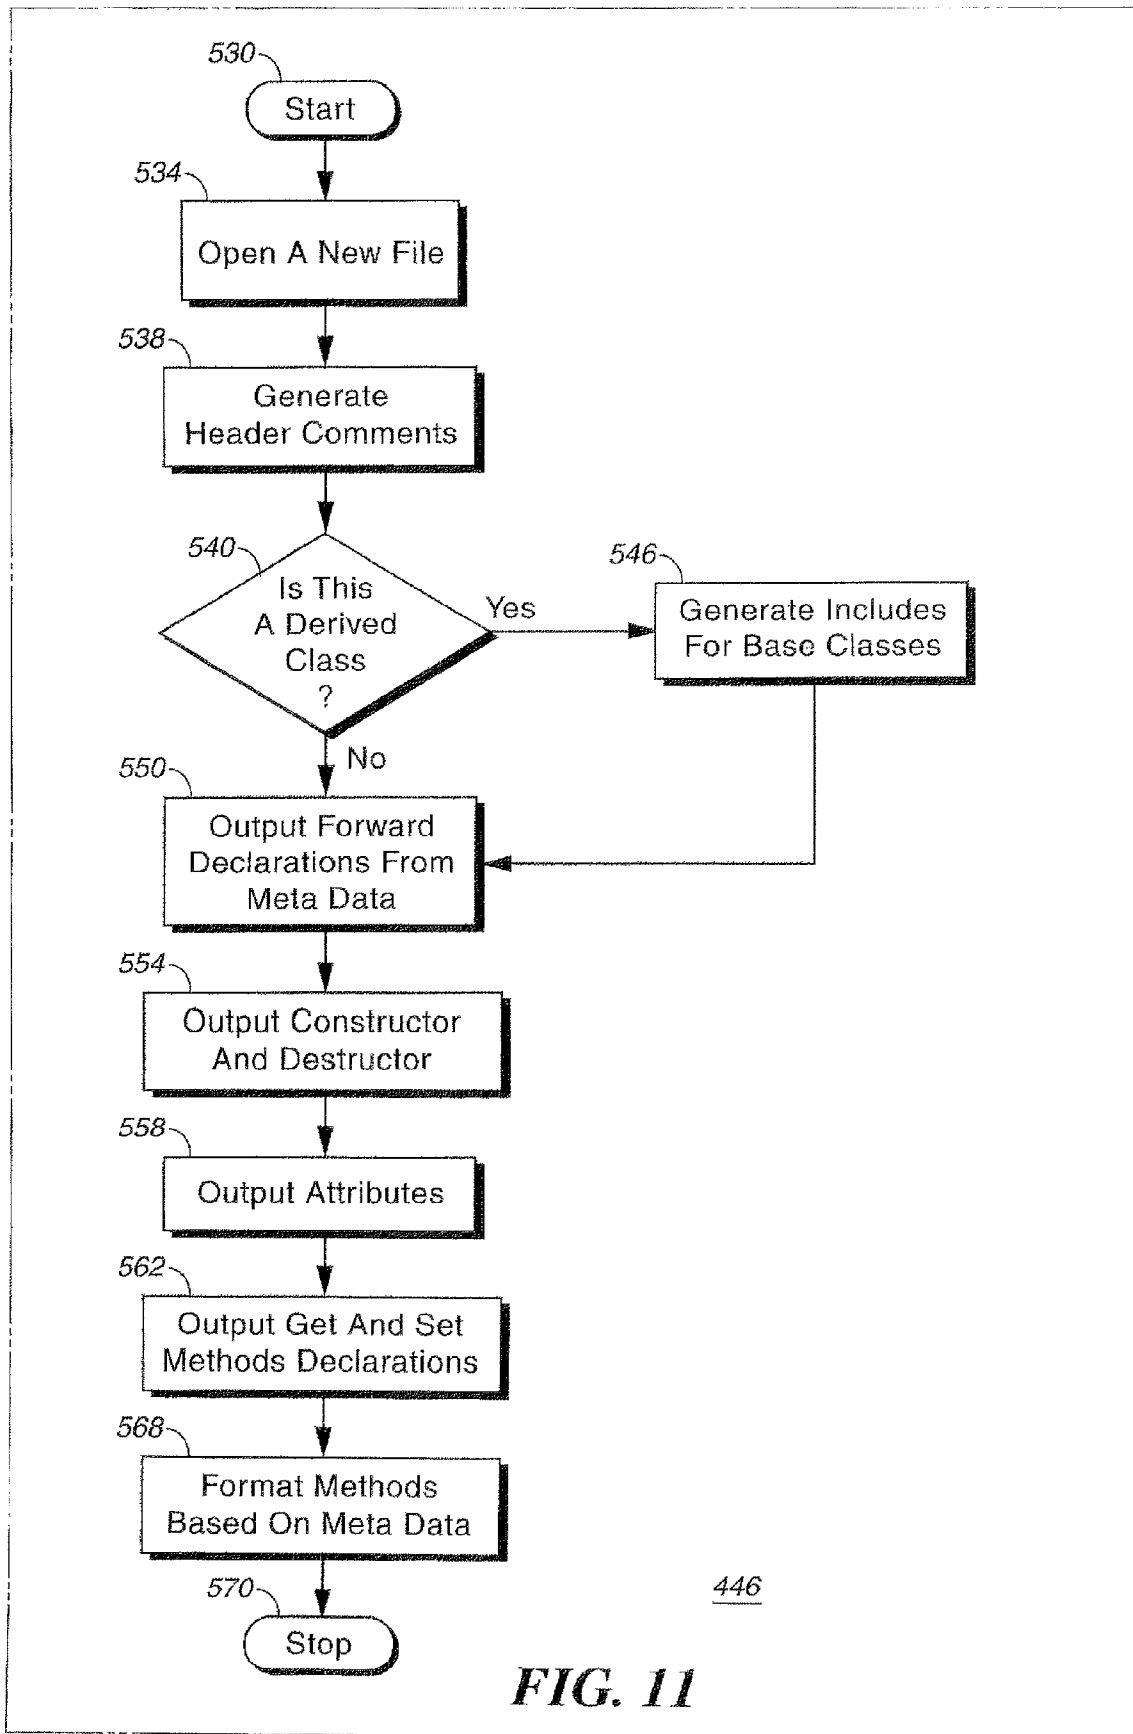 530
Start
534
Open A New File
538
Generate
Header Comments
540
Is This
A Derived
Class
?
Yes
546
Generate Includes
For Base Classes
No
550
Output Forward
Declarations From
Meta Data
554
Output Constructor
And Destructor
558
Output Attributes
562
Output Get And Set
Methods Declarations
568
Format Methods
Based On Meta Data
570
Stop
446
FIG. 11